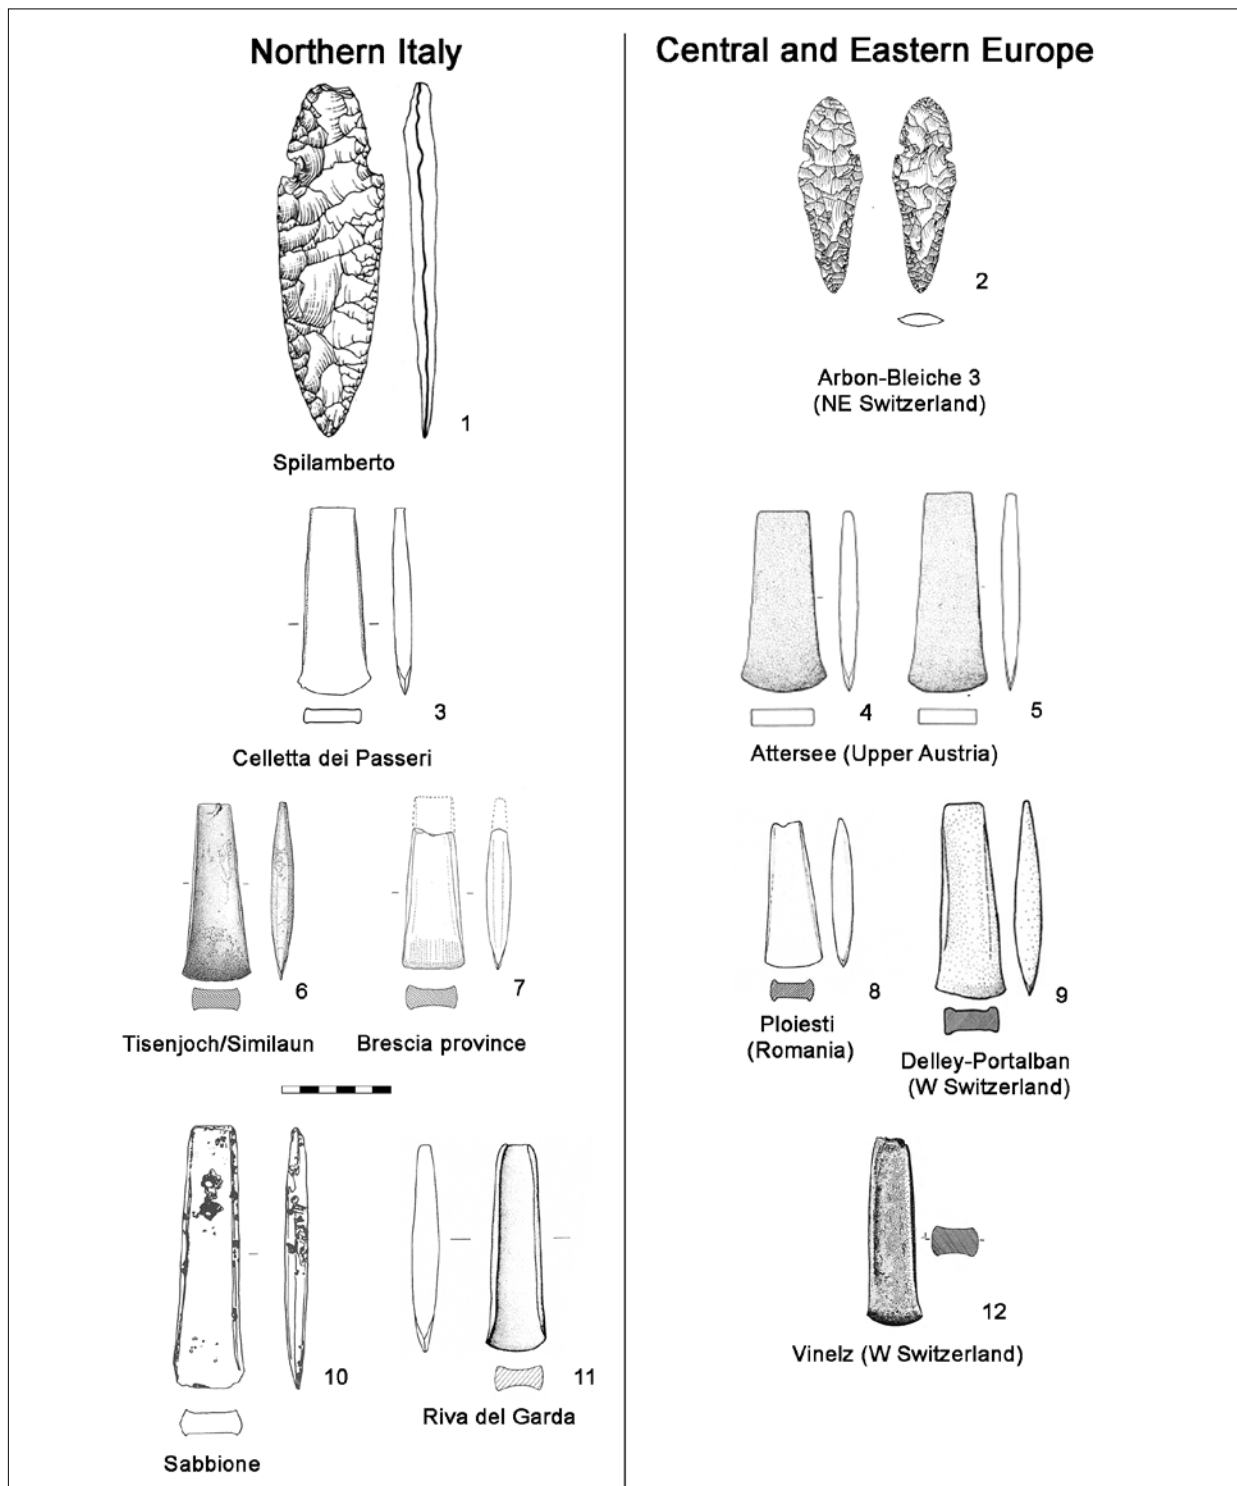 Northern Italy
Central and Eastern Europe
1
Spilamberto
2
Arbon-Bleiche 3
(NE Switzerland)
3
Celletta dei Passeri
4
5
Attersee (Upper Austria)
6
7
Tisenjoch/Similaun
Brescia province
8
Ploiesti
(Romania)
9
Delley-Portalban
(W Switzerland)
10
Sabbione
11
Riva del Garda
12
Vinelz (W Switzerland)